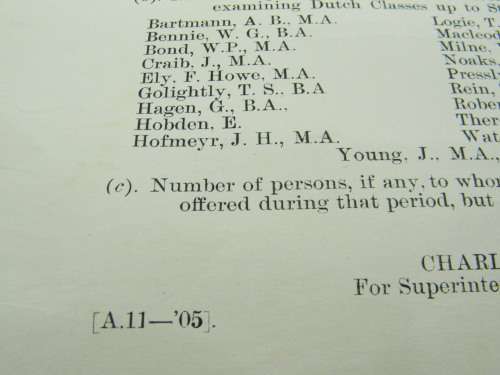 examining Dutch Classes up to
Bartmann, A. B., M.A. Logie, T.
Bennie, W. G., B.A. Macleod
Bond, W.P., M.A. Milne,
Craib, J., M.A. Noaks,
Ely, F. Howe, M.A. Pressl
Golightly, T. S.. B.A Rein,
Hagen, G., B.A., Rober
Hobden, E. Ther
Hofmeyr, J. H., M.A. Wat
Young, J., M.A.,
(c). Number of persons, if any, to whom
offered during that period, but
CHARL
For Superinte
[A.11—'05].